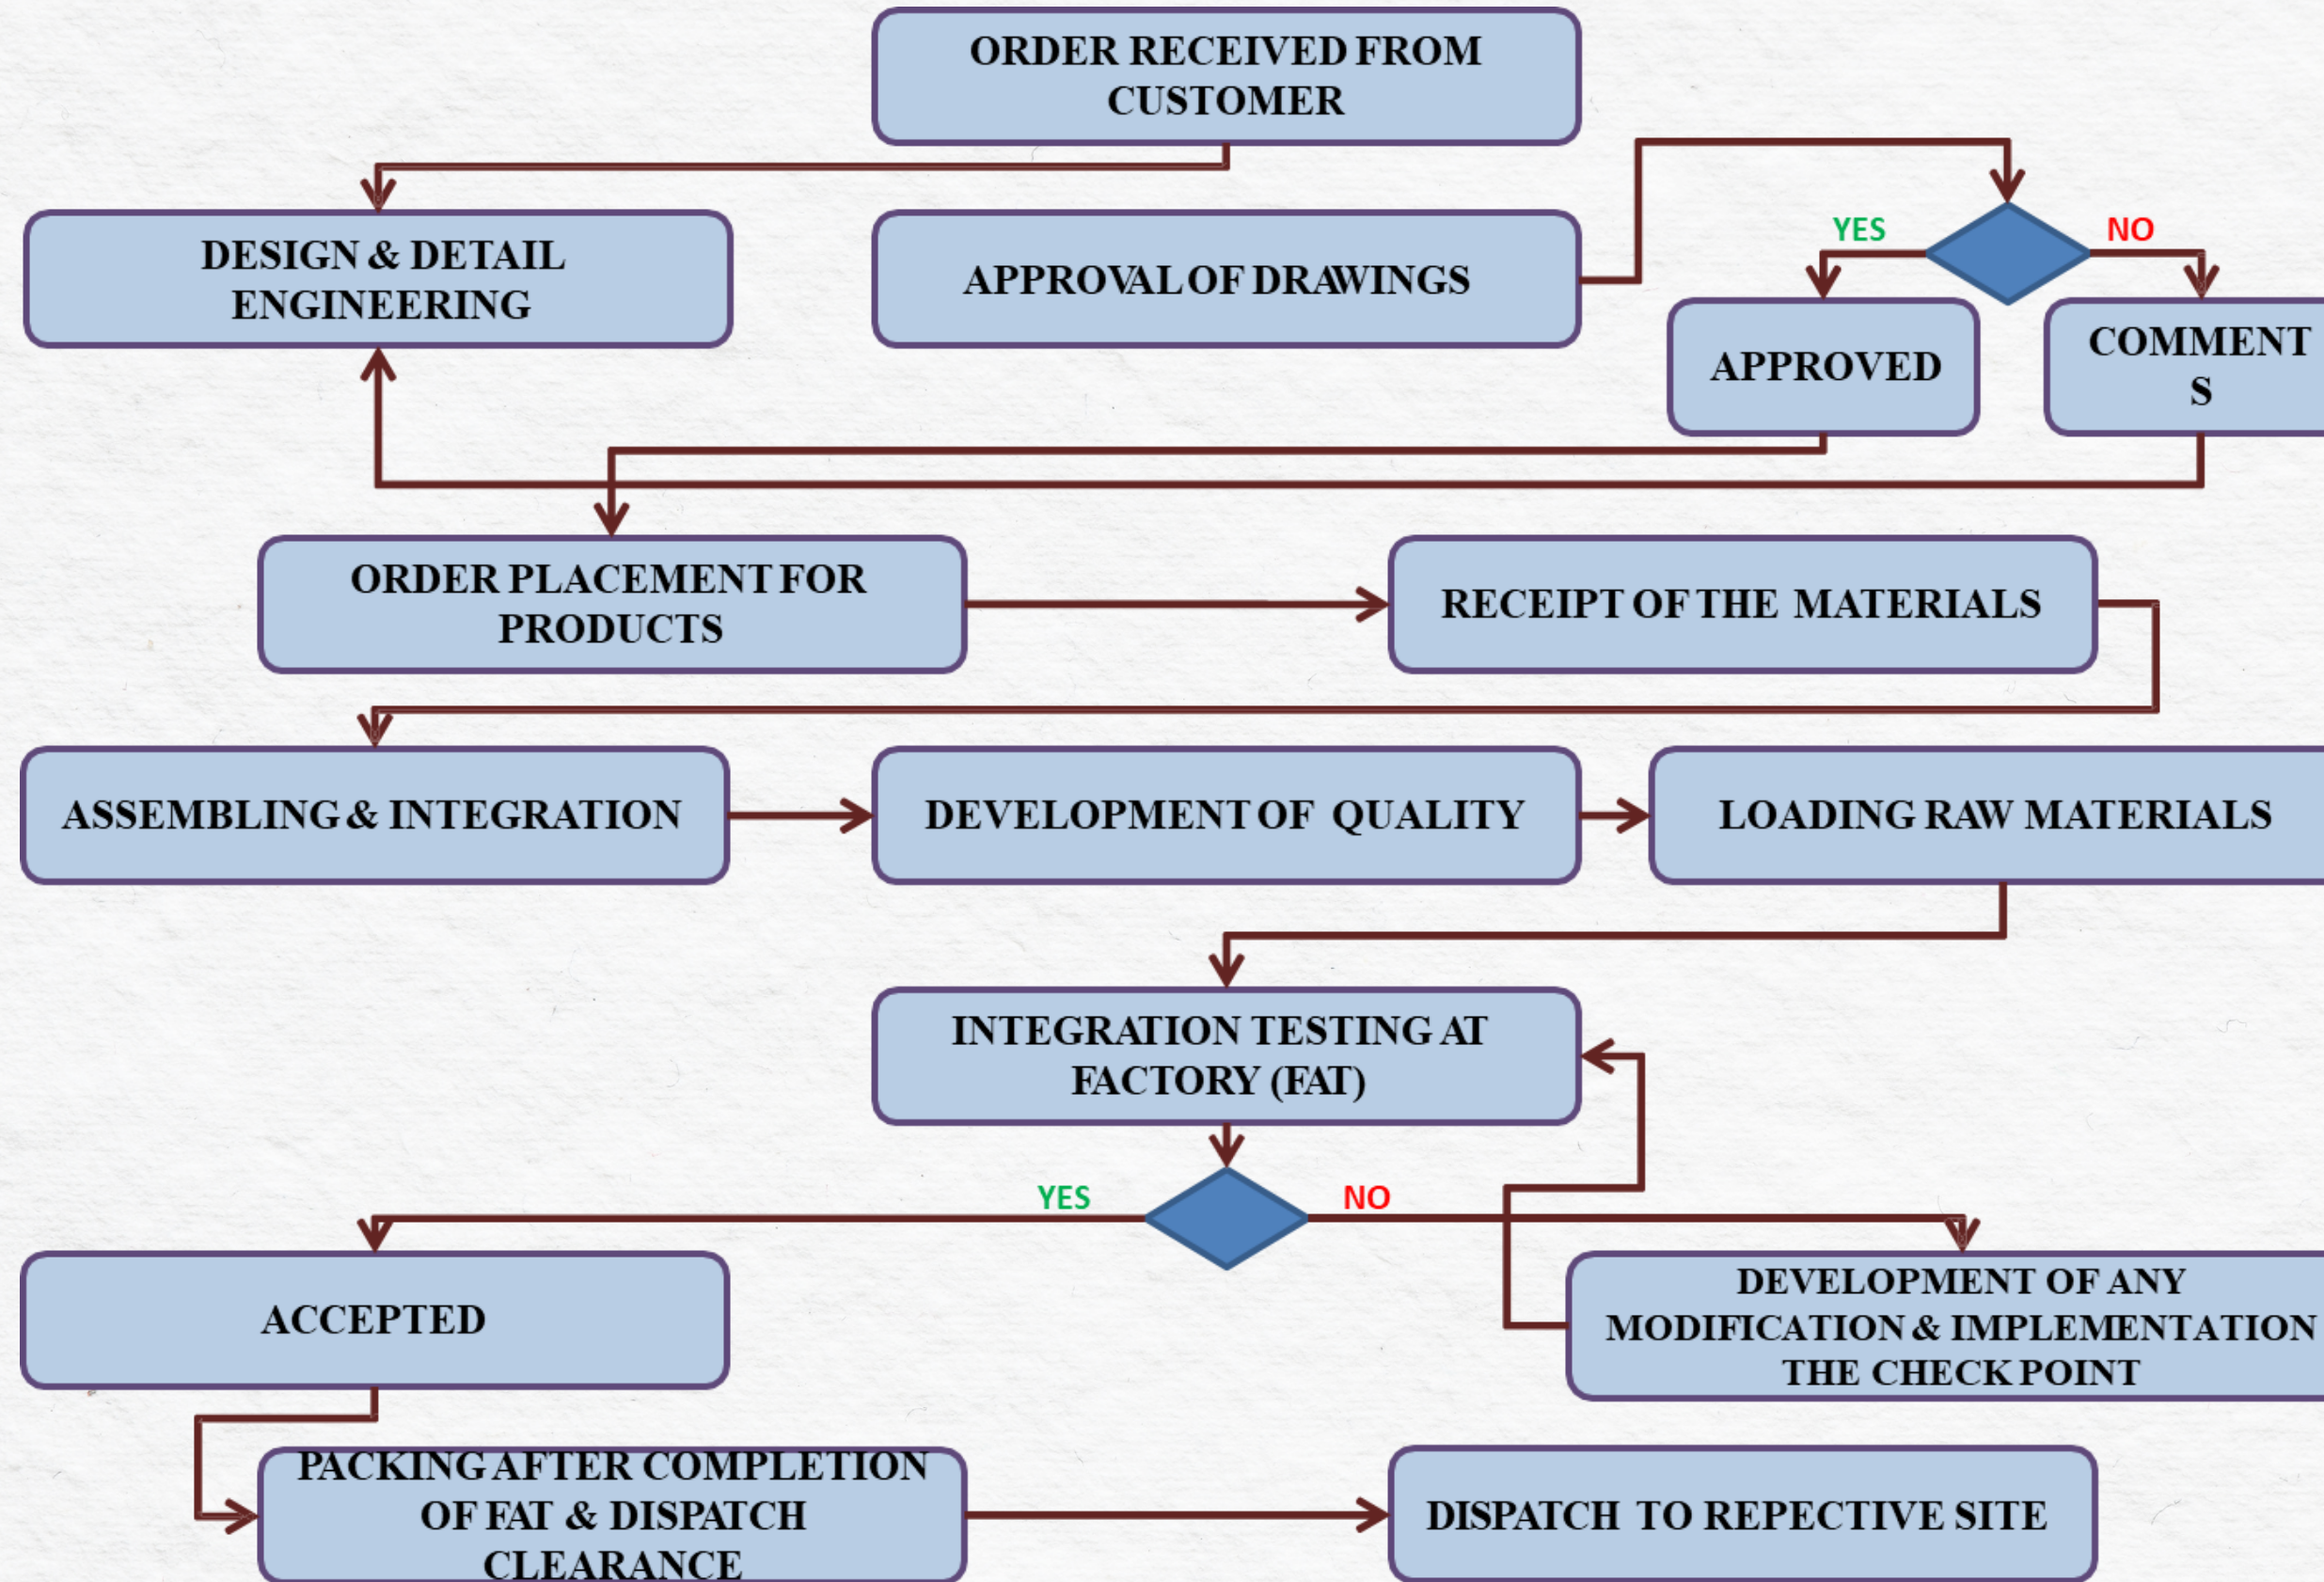 ORDER RECEIVED FROM
CUSTOMER
DESIGN & DETAIL
ENGINEERING
APPROVAL OF DRAWINGS
YES
NO
APPROVED
COMMENT
S
ORDER PLACEMENT FOR
PRODUCTS
RECEIPT OF THE MATERIALS
ASSEMBLING & INTEGRATION
DEVELOPMENT OF QUALITY
LOADING RAW MATERIALS
INTEGRATION TESTING AT
FACTORY (FAT)
YES
NO
ACCEPTED
DEVELOPMENT OF ANY
MODIFICATION & IMPLEMENTATION
THE CHECK POINT
PACKING AFTER COMPLETION
OF FAT & DISPATCH
CLEARANCE
DISPATCH TO REPECTIVE SITE